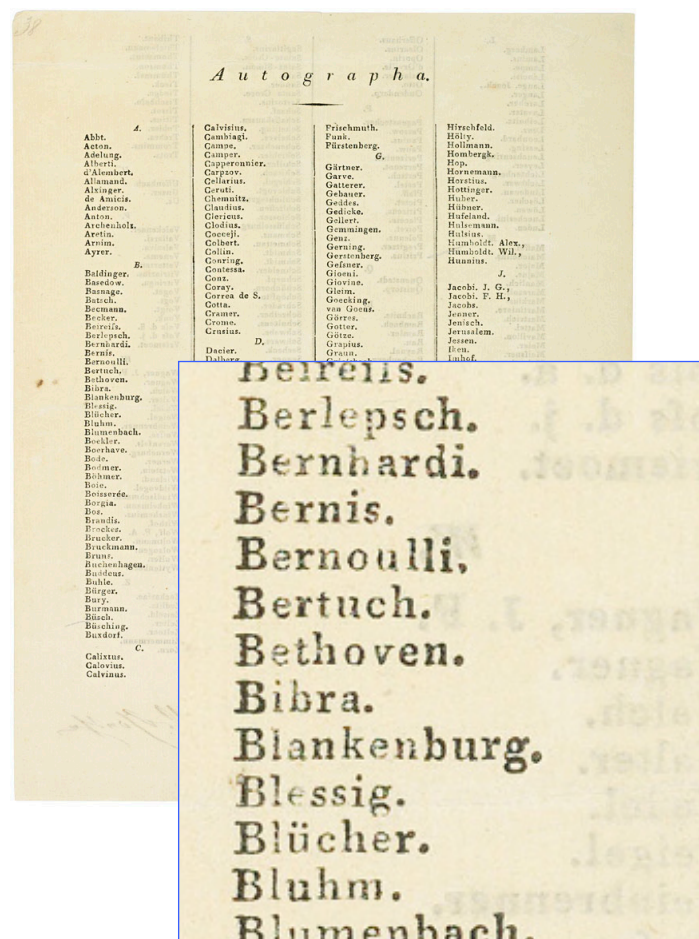 38
Autographa.
A.
Abbt.
Acton.
Adelung.
Alberti.
d'Alembert.
Allamand.
Alxinger.
de Amicis.
Anderson.
Anton.
Archenholz.
Aretin.
Arnim.
Ayrer.
B.
Baldinger.
Basedow.
Basnage.
Batsch.
Becmann.
Becker.
Beireiſs.
Berlepsch.
Bernhardi.
Bernis.
Bernoulli.
Bertuch.
Bethoven.
Bibra.
Blankenburg.
Blessig.
Blücher.
Bluhm.
Blumenbach.
Boekler.
Boerhave.
Bode.
Bodmer.
Böhmer.
Boie.
Boisserée.
Borgia.
Bos.
Brandis.
Brockes.
Brucker.
Bruckmann.
Bruns.
Buchenhagen.
Buddeus.
Buhle.
Bürger.
Bury.
Burmann.
Büsch.
Büsching.
Buxdorf.
C.
Calixtus.
Calovius.
Calvinus.
Calvisius.
Cambiagi.
Campe.
Camper.
Capperonnier.
Carpzov.
Cellarius.
Ceruti.
Chemnitz.
Claudius.
Clericus.
Clodius.
Cocceji.
Colbert.
Collin.
Conring.
Contessa.
Conz.
Coray.
Correa de S.
Cotta.
Cramer.
Crome.
Crusius.
D.
Dacier.
Dalberg.
Frischmuth.
Funk.
Fürstenberg.
G.
Gärtner.
Garve.
Gatterer.
Gebauer.
Geddes.
Gedicke.
Gellert.
Gemmingen.
Genz.
Gerning.
Gerstenberg.
Geſsner.
Gioeni.
Giovine.
Gleim.
Goecking.
van Goens.
Görres.
Gotter.
Götze.
Grapius.
Graun.
Hirschfeld.
Hölty.
Hollmann.
Hombergk.
Hop.
Hornemann.
Horstius.
Hottinger.
Huber.
Hübner.
Hufeland.
Hulsemann.
Hulsius.
Humboldt. Alex.,
Humboldt. Wil.,
Hunnius.
J.
Jacobi. J. G.,
Jacobi. F. H.,
Jacobs.
Jenner.
Jenisch.
Jerusalem.
Jessen.
Iken.
Imhof.
Beireiſs.
Berlepsch.
Bernhardi.
Bernis.
Bernoulli.
Bertuch.
Bethoven.
Bibra.
Blankenburg.
Blessig.
Blücher.
Bluhm.
Blumenbach.